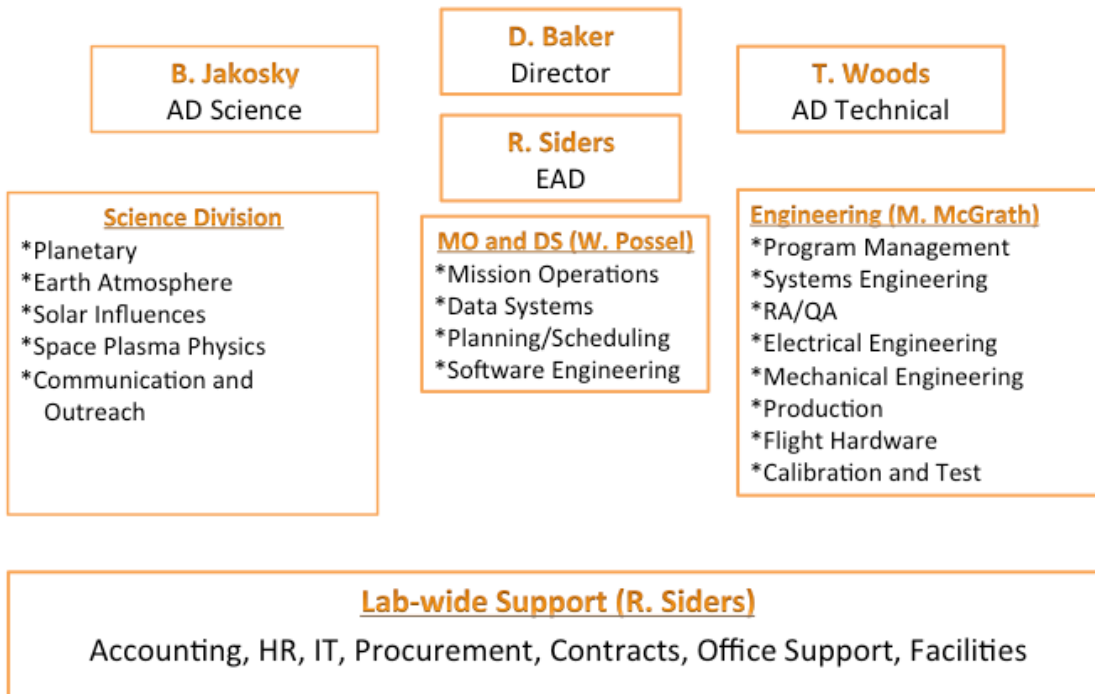 D. Baker
Director
B. Jakosky
AD Science
T. Woods
AD Technical
R. Siders
EAD
Science Division
*Planetary
*Earth Atmosphere
*Solar Influences
*Space Plasma Physics
*Communication and
Outreach
MO and DS (W. Possel)
*Mission Operations
*Data Systems
*Planning/Scheduling
*Software Engineering
Engineering (M. McGrath)
*Program Management
*Systems Engineering
*RA/QA
*Electrical Engineering
*Mechanical Engineering
*Production
*Flight Hardware
*Calibration and Test
Lab-wide Support (R. Siders)
Accounting, HR, IT, Procurement, Contracts, Office Support, Facilities